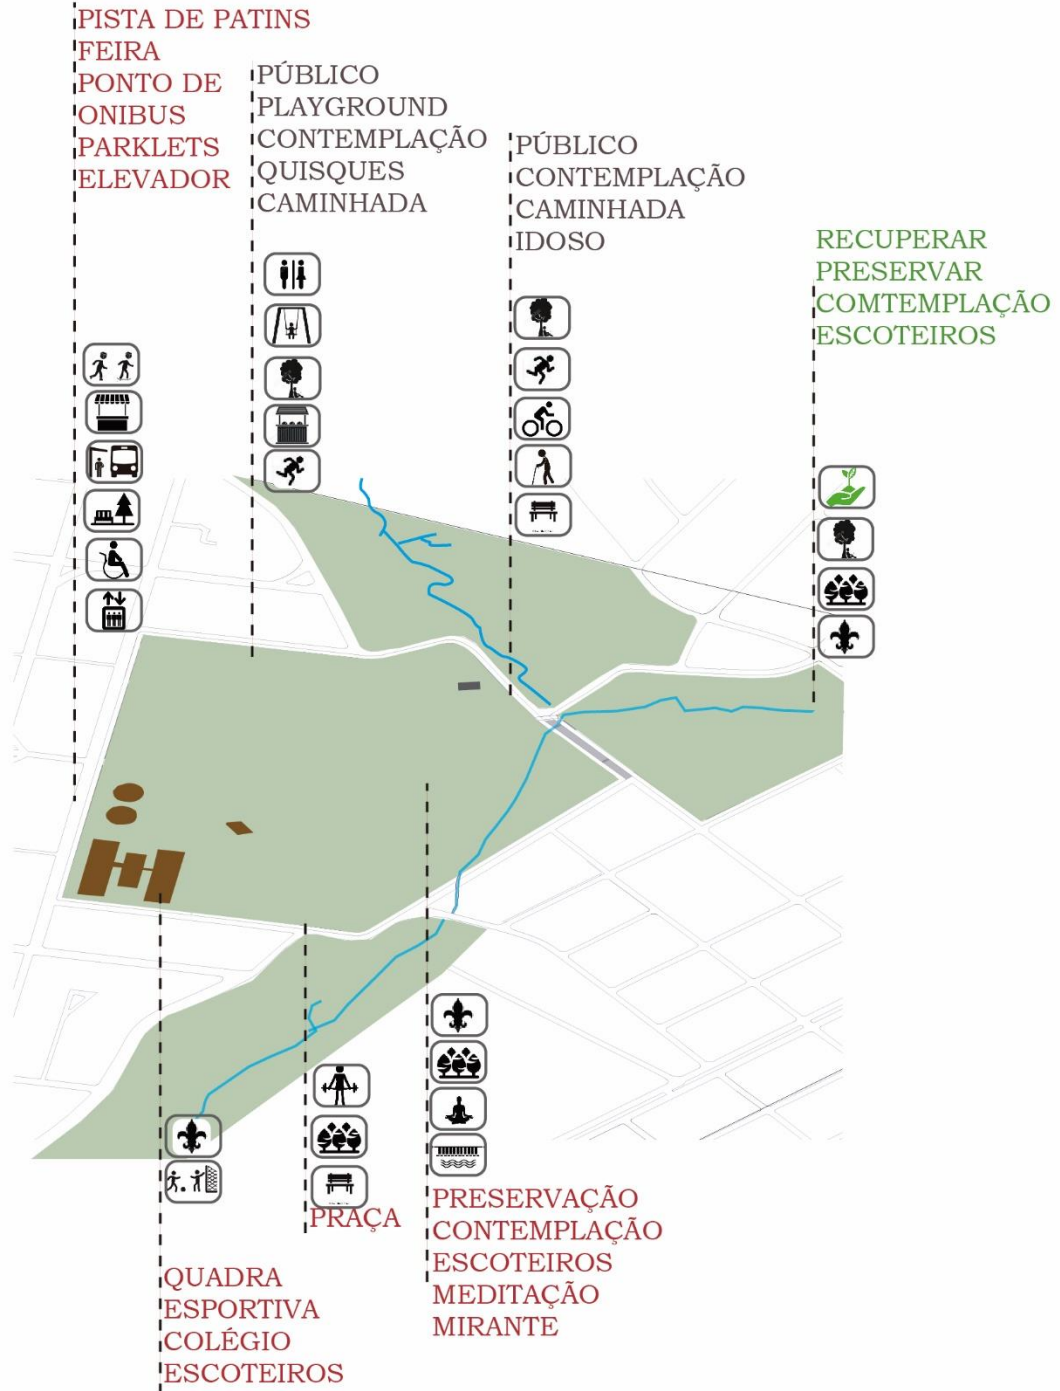 PISTA DE PATINS
FEIRA
PONTO DE
ONIBUS
PARKLETS
ELEVADOR
PÚBLICO
PLAYGROUND
CONTEMPLAÇÃO
QUISQUES
CAMINHADA
PÚBLICO
CONTEMPLAÇÃO
CAMINHADA
IDOSO
RECUPERAR
PRESERVAR
COMTEMPLAÇÃO
ESCOTEIROS
PRAÇA
PRESERVAÇÃO
CONTEMPLAÇÃO
ESCOTEIROS
MEDITAÇÃO
MIRANTE
QUADRA
ESPORTIVA
COLÉGIO
ESCOTEIROS